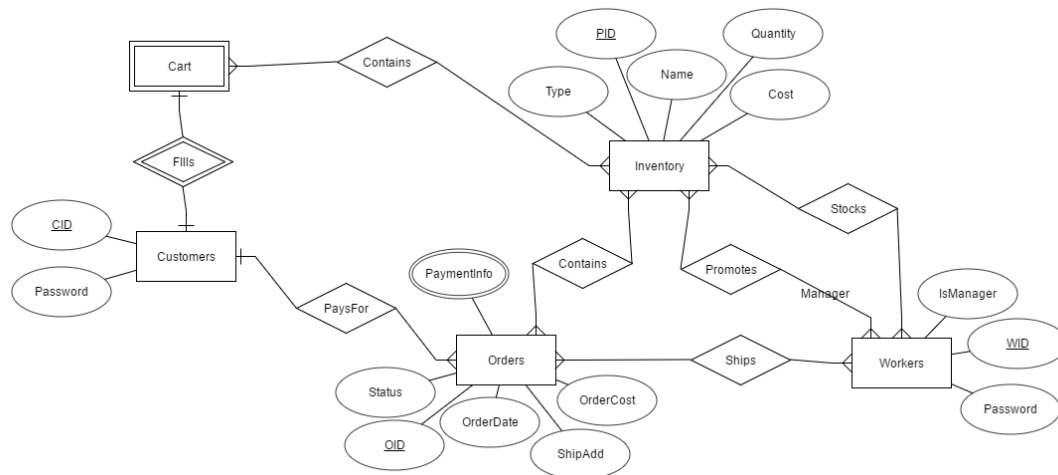 PID
Quantity
Cart
Contains
Name
Type
Cost
FIlls
Inventory
Stocks
CID
Customers
Contains
Promotes
PaymentInfo
Password
Manager
IsManager
PaysFor
Orders
Ships
Workers
WID
Status
OrderCost
OrderDate
Password
OID
ShipAdd